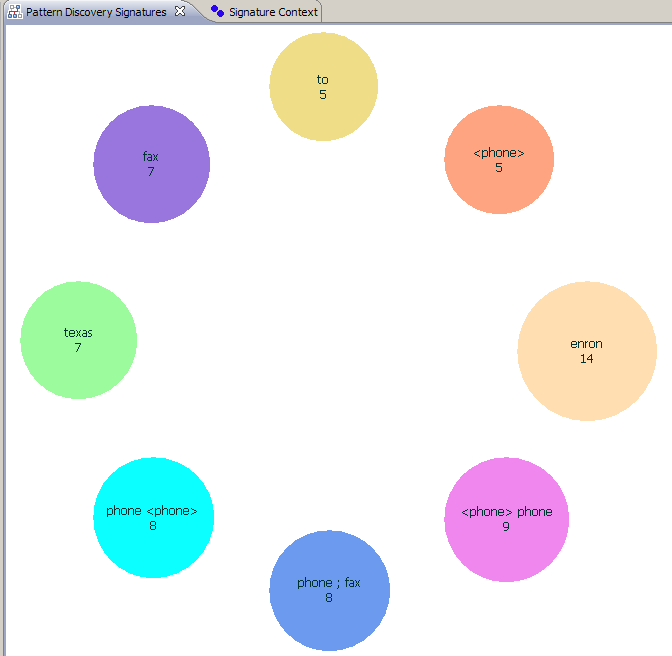 Pattern Discovery Signatures Signature Context
to
5
fax
7
<phone>
5
texas
7
enron
14
phone <phone>
8
<phone> phone
9
phone ; fax
8